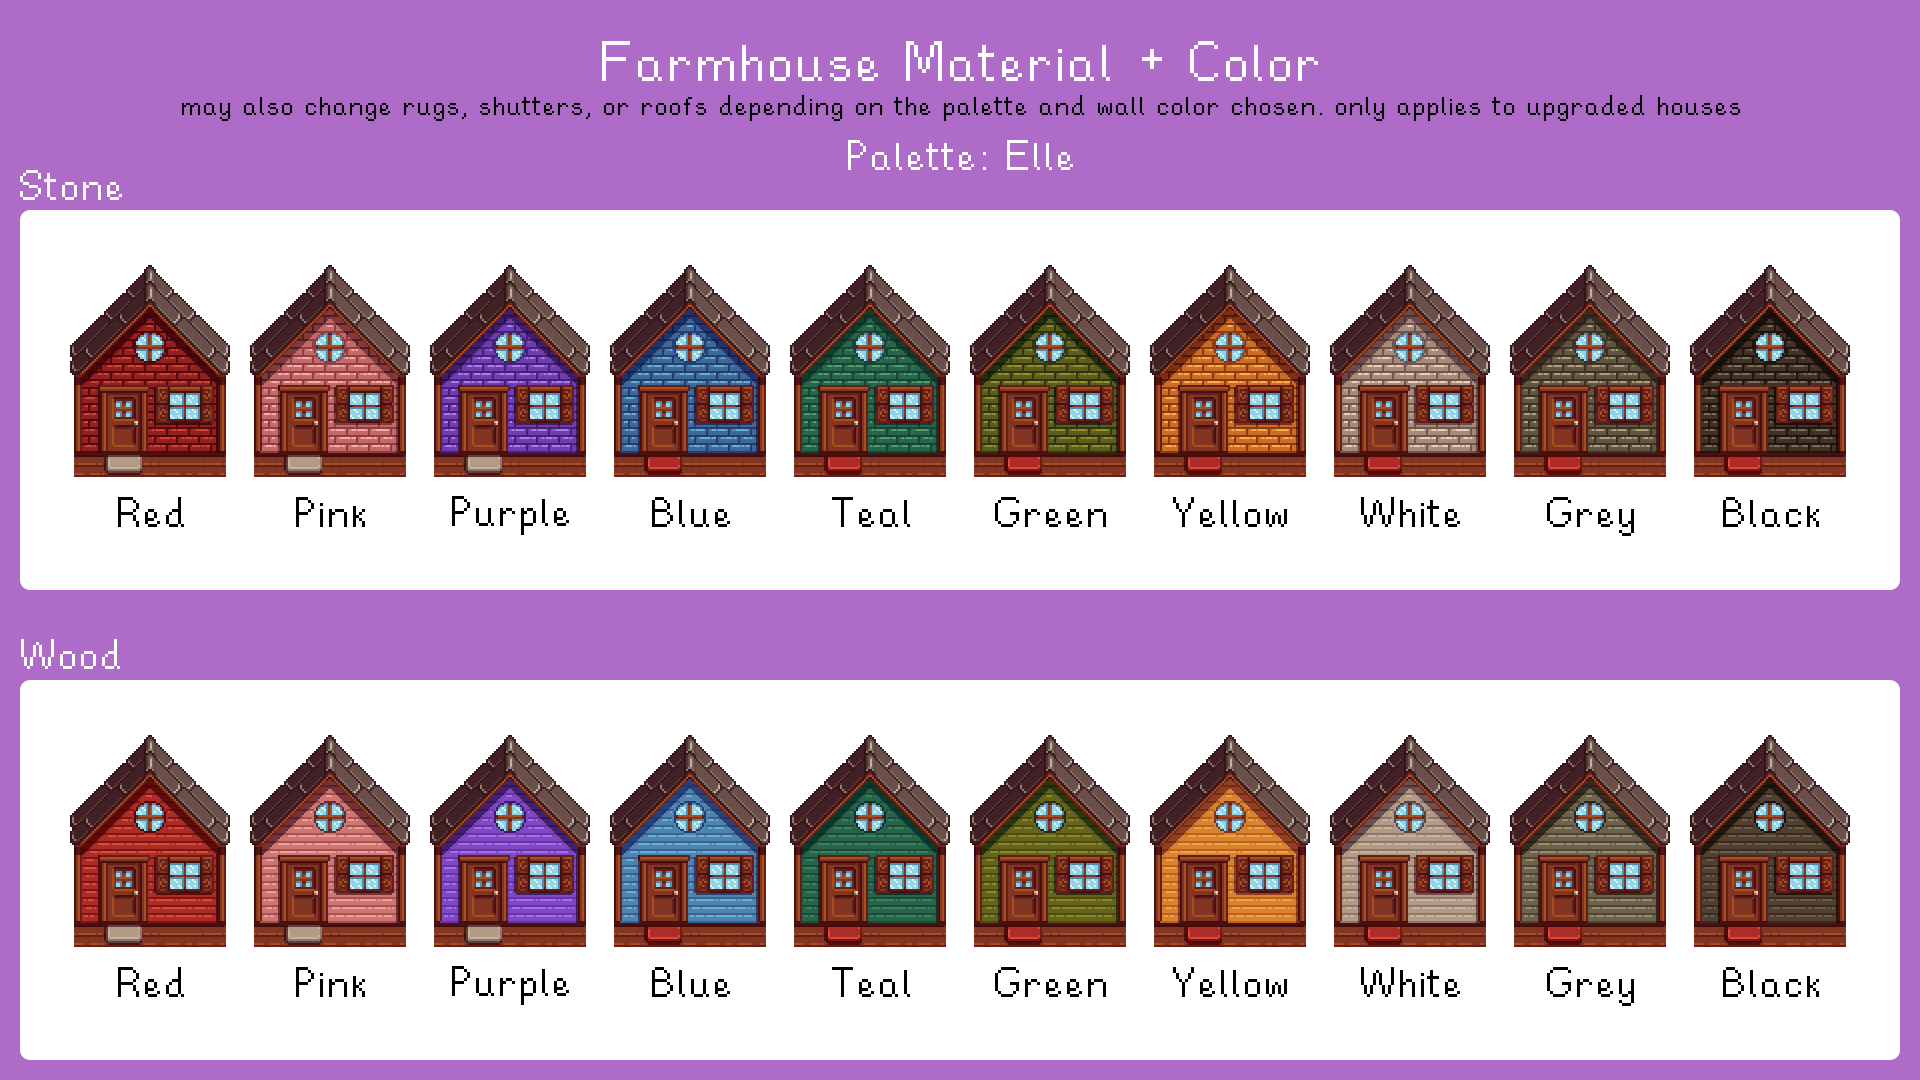 Farmhouse Material + Color
may also change rugs, shutters, or roofs depending on the palette and wall color chosen. only applies to upgraded houses
Palette: Elle
Stone
Red Pink Purple Blue Teal Green Yellow White Grey Black
Wood
Red Pink Purple Blue Teal Green Yellow White Grey Black